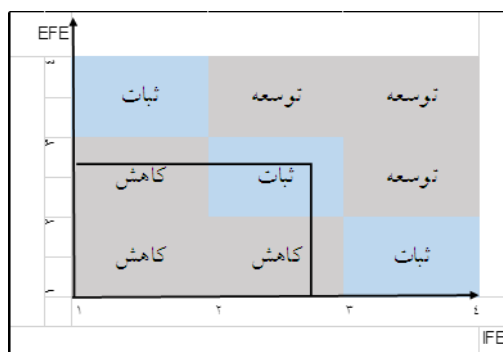 EFE
ثبات توسعه توسعه
کاهش ثبات توسعه
کاهش کاهش ثبات
۱ ۲ ۳ ٤
IFE